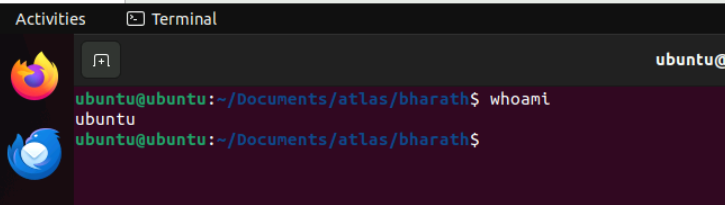 Activities Terminal
ubuntu@
ubuntu@ubuntu:~/Documents/atlas/bharath$ whoami
ubuntu
ubuntu@ubuntu:~/Documents/atlas/bharath$